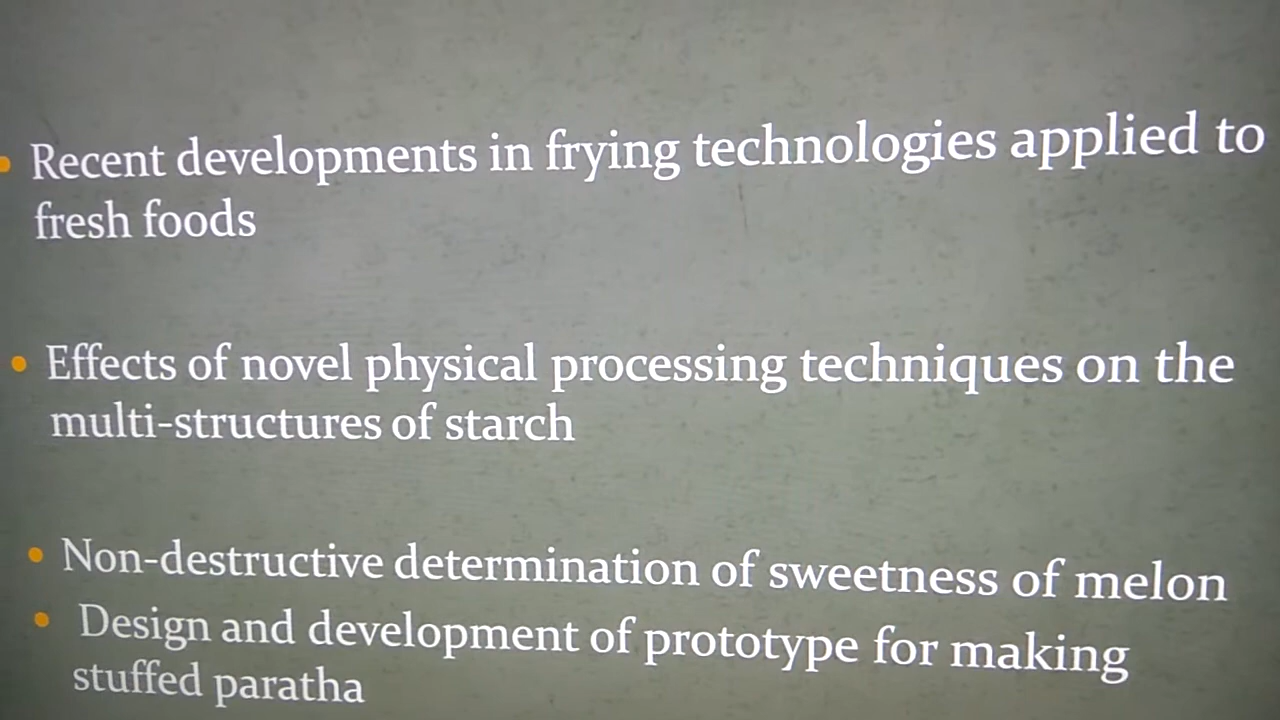 • Recent developments in frying technologies applied to
fresh foods
• Effects of novel physical processing techniques on the
multi-structures of starch
• Non-destructive determination of sweetness of melon
• Design and development of prototype for making
stuffed paratha